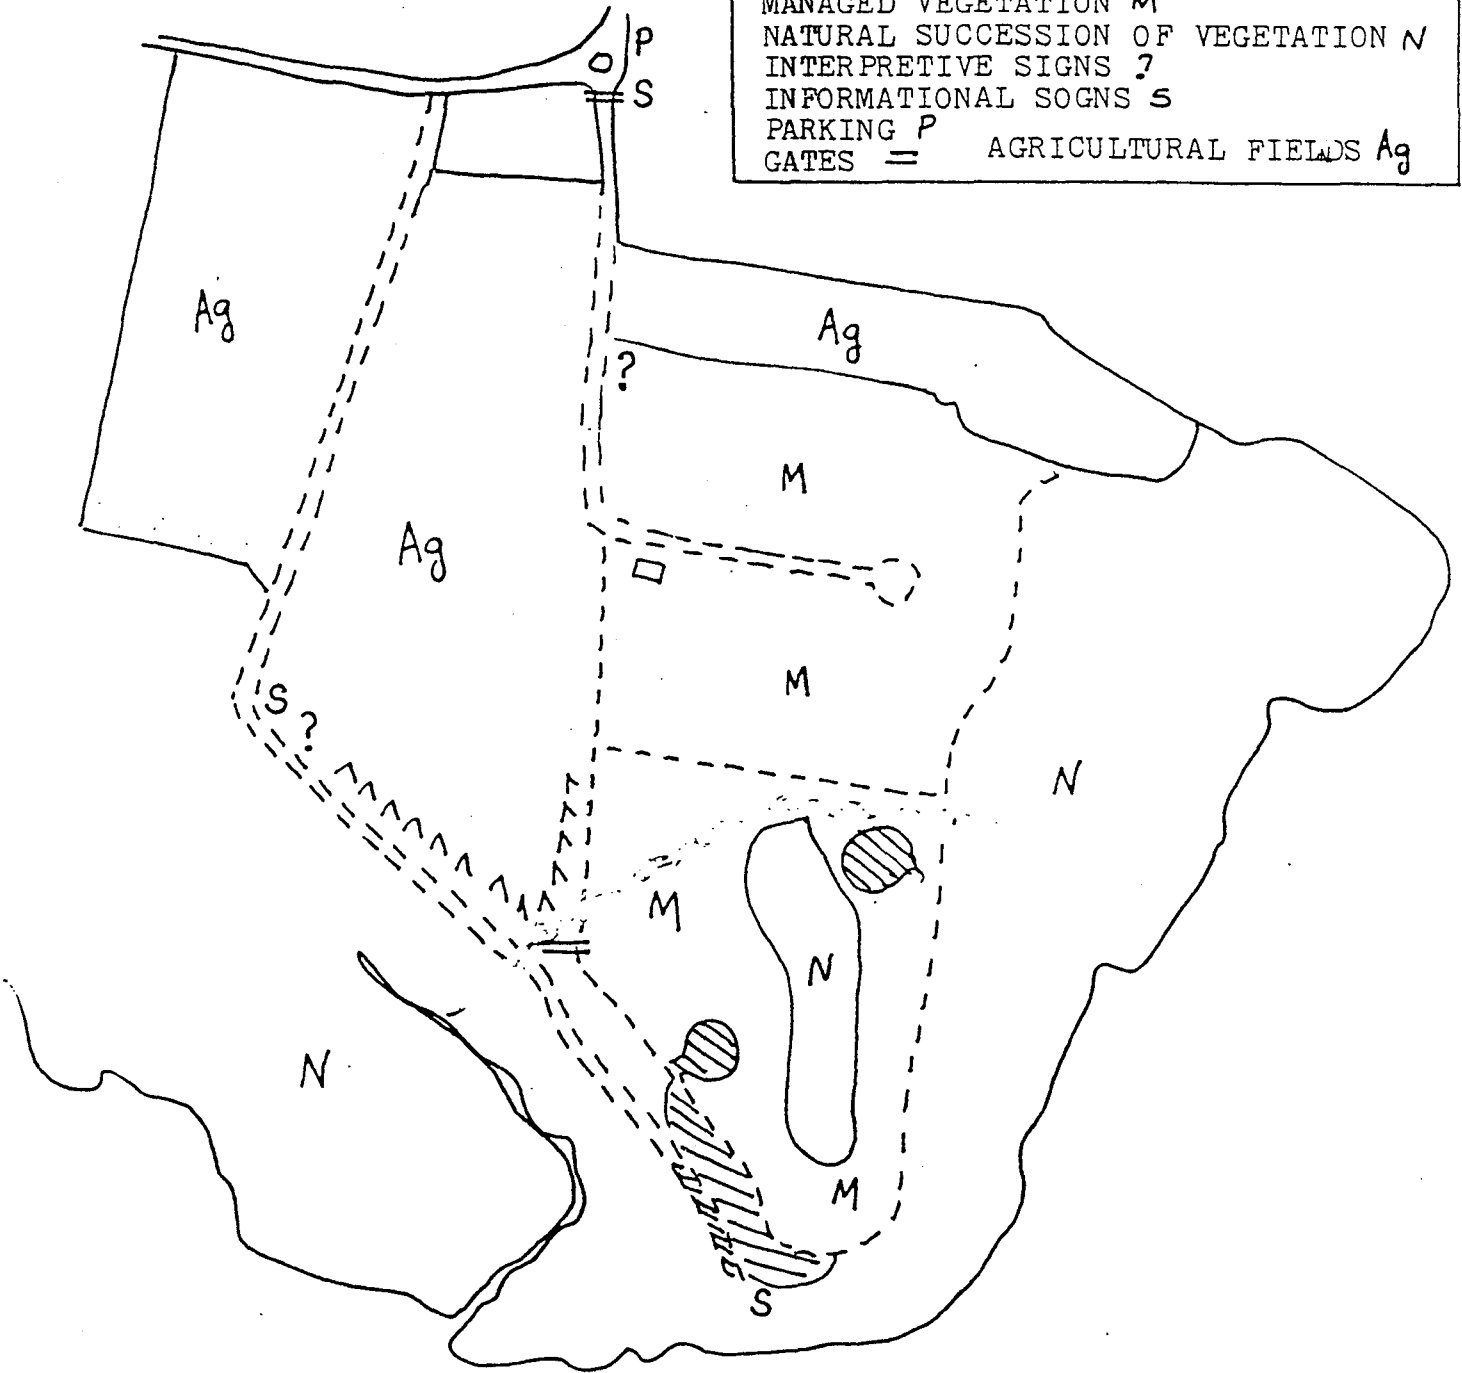 MANAGED VEGETATION M
NATURAL SUCCESSION OF VEGETATION N
INTERPRETIVE SIGNS ?
INFORMATIONAL SOGNS S
PARKING P
GATES = AGRICULTURAL FIELDS Ag
P
S
Ag
Ag
?
M
Ag
M
S
?
N
M
N
N
M
S